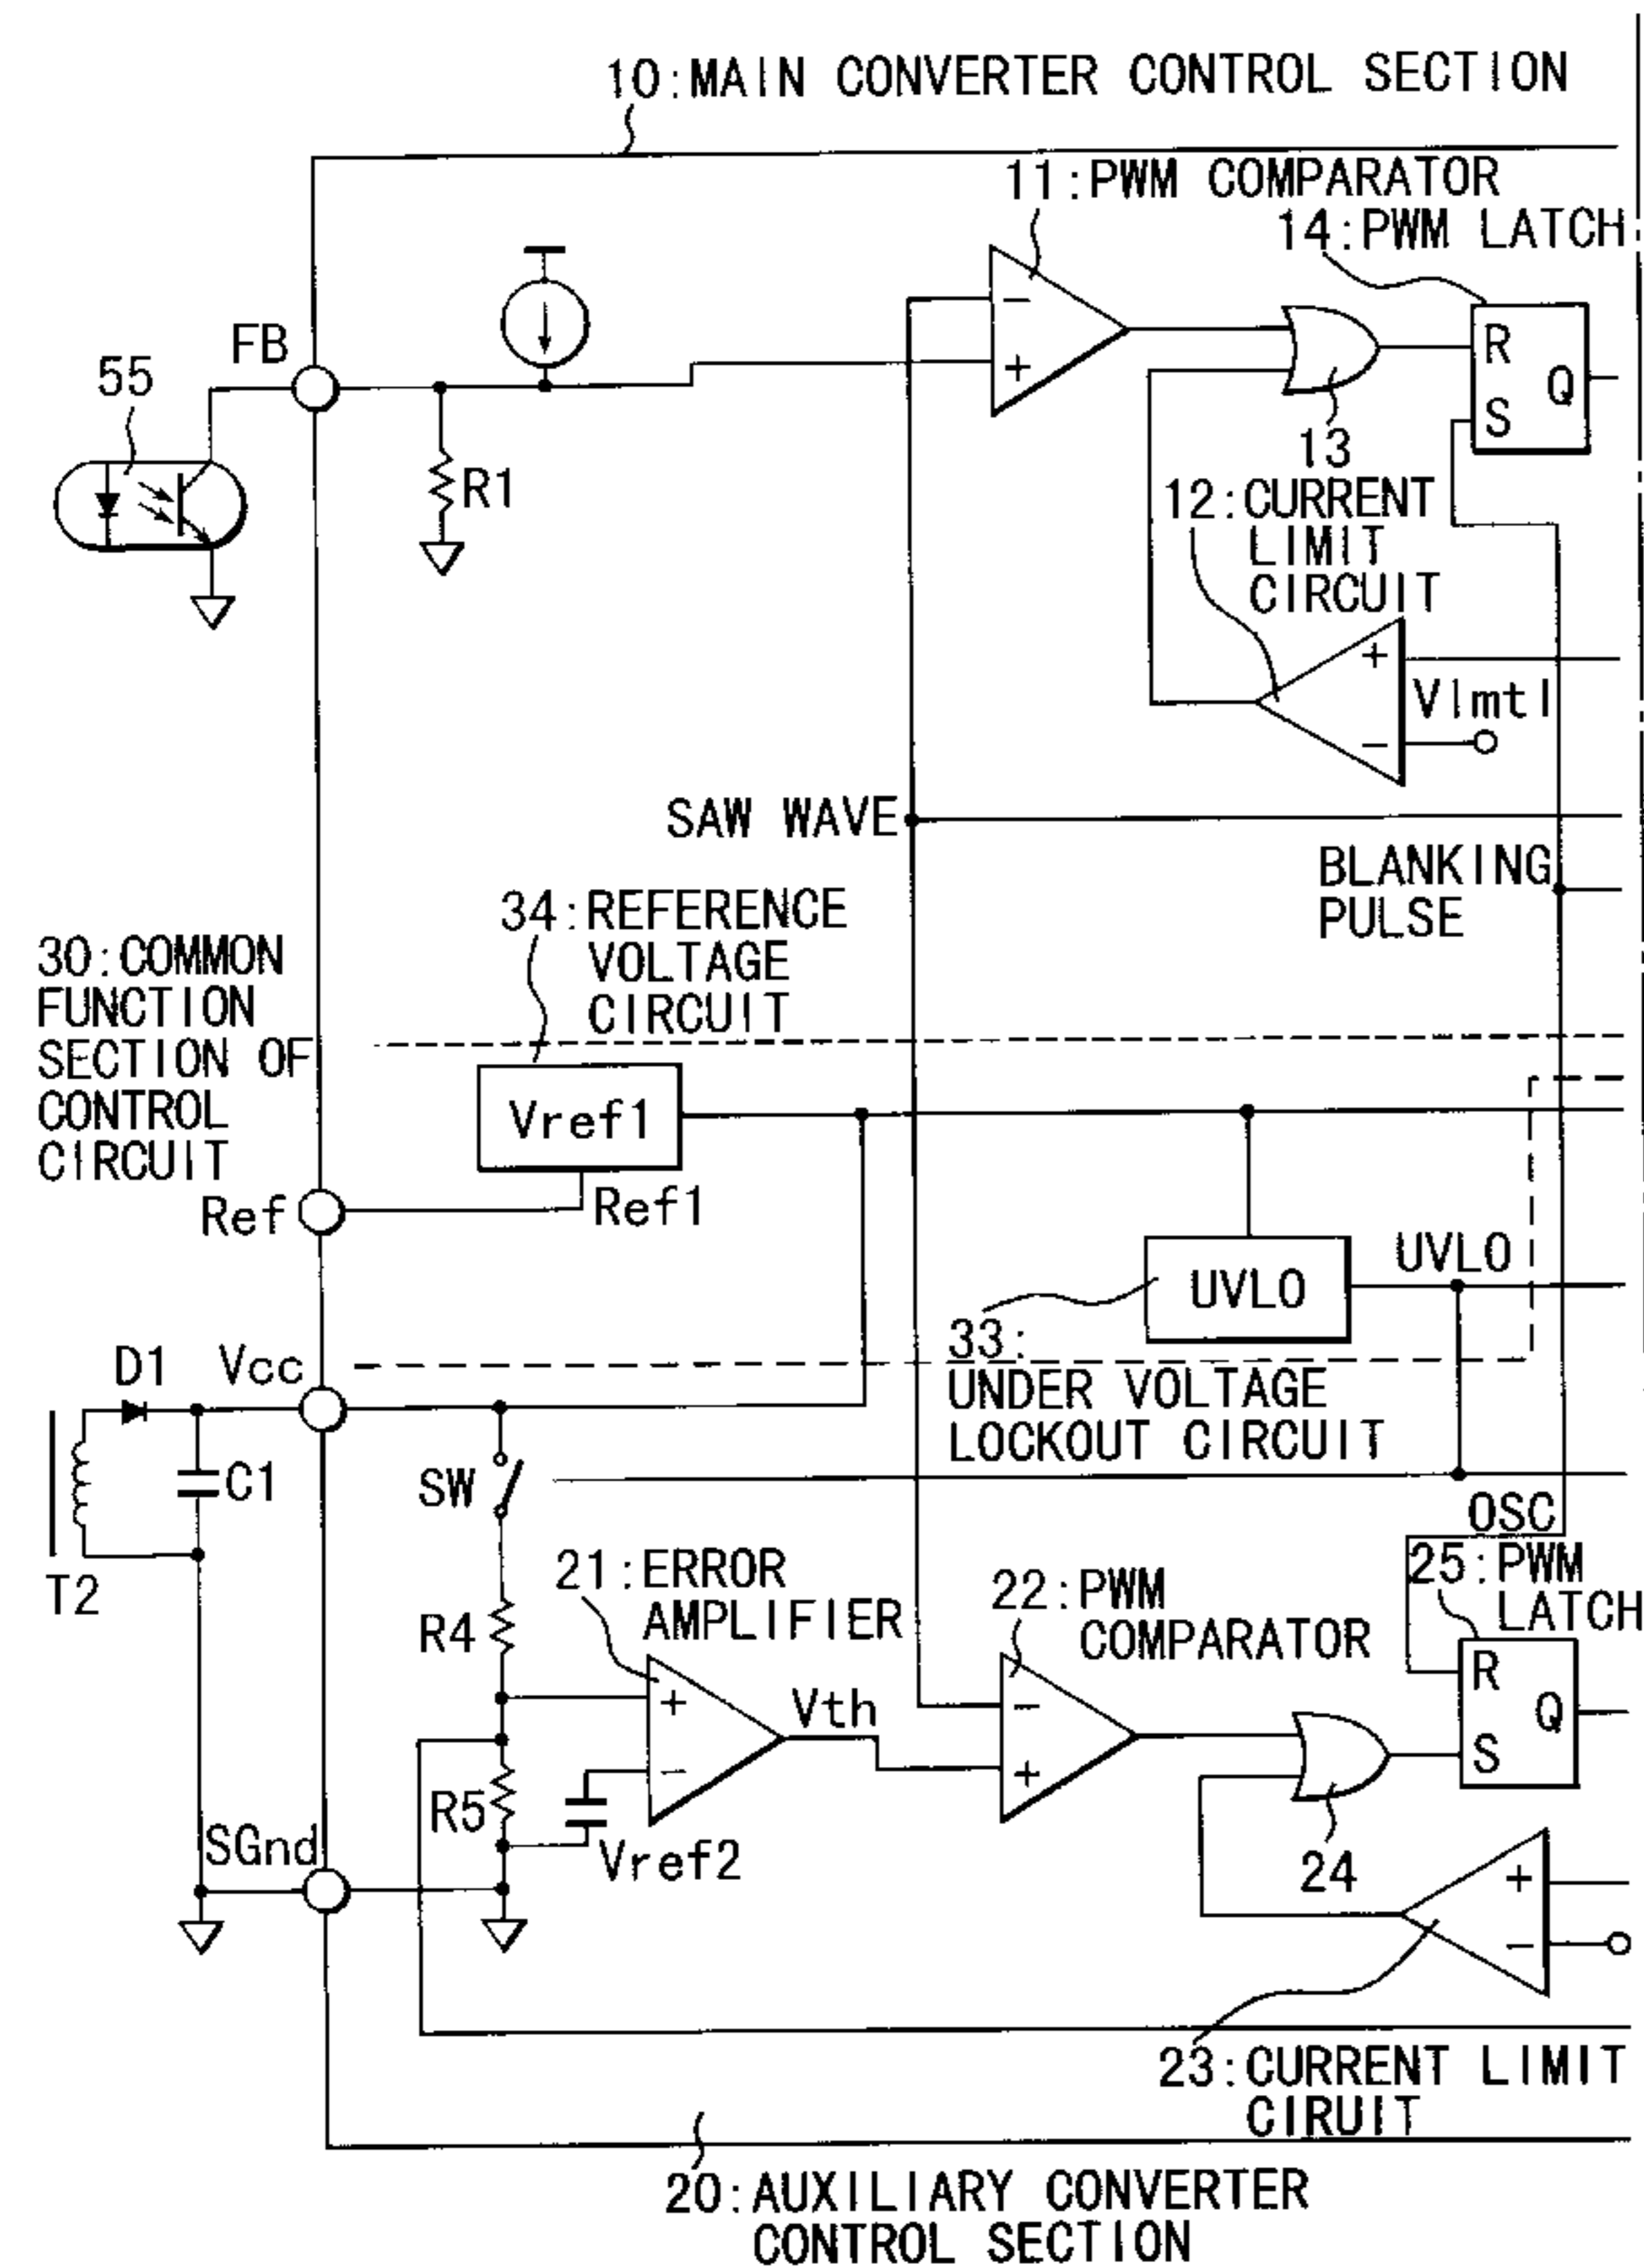 10:MAIN CONVERTER CONTROL SECTION
11:PWM COMPARATOR
14:PWM LATCH
FB
55
R1
−
+
13
R
S
Q
12:CURRENT
LIMIT
CIRCUIT
+
−
Vlmt1
SAW WAVE
BLANKING
PULSE
34:REFERENCE
VOLTAGE
CIRCUIT
30:COMMON
FUNCTION
SECTION OF
CONTROL
CIRCUIT
Vref1
Ref
Ref1
UVLO
UVLO
33:
UNDER VOLTAGE
LOCKOUT CIRCUIT
D1
Vcc
C1
SW
T2
OSC
25:PWM
LATCH
21:ERROR
AMPLIFIER
22:PWM
COMPARATOR
R4
+
−
Vth
−
+
R
S
Q
R5
Vref2
SGnd
24
+
−
23:CURRENT LIMIT
CIRUIT
20:AUXILIARY CONVERTER
CONTROL SECTION